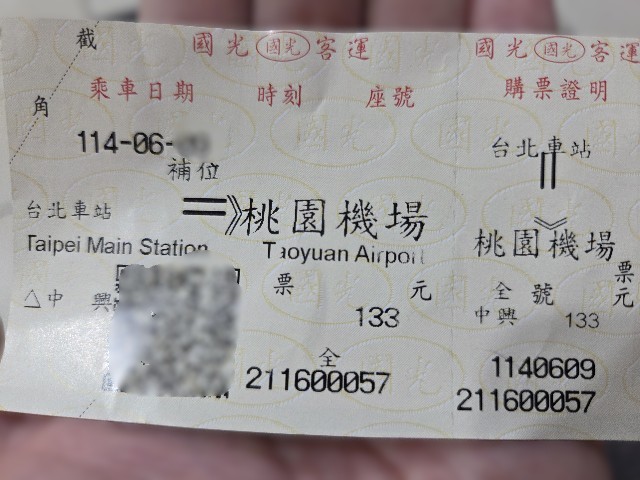 截
角
國光 國光 客運
乘車日期 時刻 座號
114-06-
補位
台北車站
Taipei Main Station
桃園機場
Taoyuan Airport
△中興
票 元
133
全
211600057
國光 國光 客運
購票證明
台北車站
桃園機場
全 號 票
中興 133 元
1140609
211600057